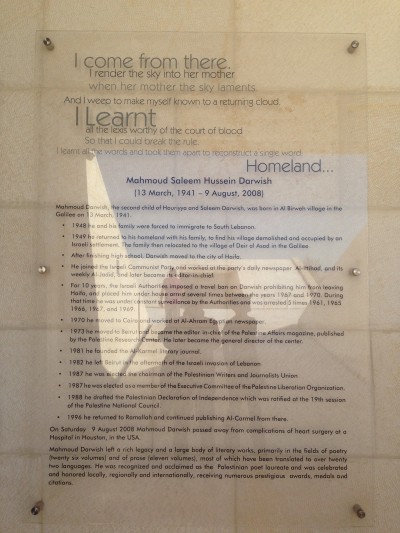 I come from there.
I render the sky into her mother
when her mother the sky laments.
And I weep to make myself known to a returning cloud.
I Learnt
all the lexis worthy of the court of blood
So that I could break the rule.
I learnt all the words and took them apart to reconstruct a single word:
Homeland...
Mahmoud Saleem Hussein Darwish
(13 March, 1941 – 9 August, 2008)
Mahmoud Darwish, the second child of Houriyya and Saleem Darwish, was born in Al Birweh village in the
Galilee on 13 March, 1941.
• 1948 he and his family were forced to immigrate to South Lebanon.
• 1949 he returned to his homeland with his family, to find his village demolished and occupied by an
Israeli settlement. The family then relocated to the village of Deir el Asad in the Galilee.
• After finishing high school, Darwish moved to the city of Haifa.
• He joined the Israeli Communist Party and worked at the party's daily newspaper Al-Ittihad, and its
weekly Al-Jadid, and later became its editor-in-chief.
• For 10 years, the Israeli Authorities imposed a travel ban on Darwish prohibiting him from leaving
Haifa, and placed him under house arrest several times between the years 1967 and 1970. During
that time he was under constant surveillance by the Authorities and was arrested 5 times: 1961, 1965
1966, 1967, and 1969.
• 1970 he moved to Cairo and worked at Al-Ahram Egyptian newspaper.
• 1973 he moved to Beirut and became the editor-in-chief of the Palestine Affairs magazine, published
by the Palestine Research Centre. He later became the general director of the center.
• 1981 he founded the Al-Karmel literary journal.
• 1982 he left Beirut in the aftermath of the Israeli invasion of Lebanon.
• 1987 he was elected the chairman of the Palestinian Writers and Journalists Union
• 1987 he was elected as a member of the Executive Committee of the Palestine Liberation Organization.
• 1988 he drafted the Palestinian Declaration of Independence which was ratified at the 19th session
of the Palestine National Council.
• 1996 he returned to Ramallah and continued publishing Al-Carmel from there.
On Saturday 9 August 2008 Mahmoud Darwish passed away from complications of heart surgery at a
Hospital in Houston, in the USA.
Mahmoud Darwish left a rich legacy and a large body of literary works, primarily in the fields of poetry
(twenty six volumes) and of prose (eleven volumes), most of which have been translated to over twenty
two languages. He was recognized and acclaimed as the Palestinian poet laureate and was celebrated
and honored locally, regionally and internationally, receiving numerous prestigious awards, medals and
citations.